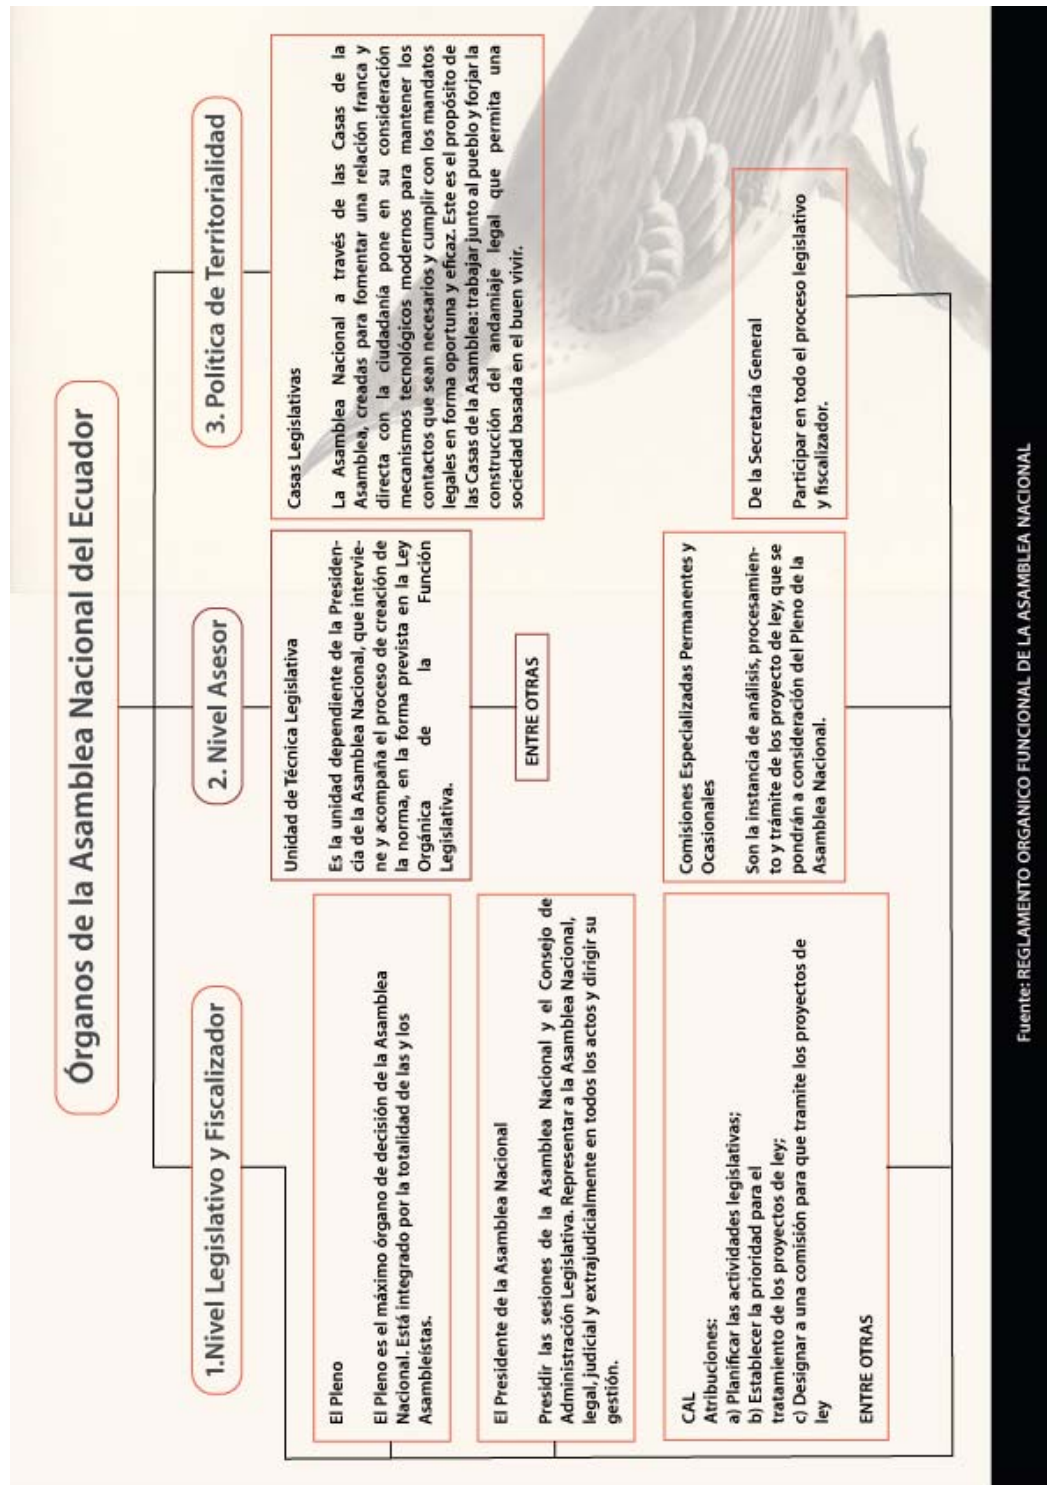 Órganos de la Asamblea Nacional del Ecuador
1.Nivel Legislativo y Fiscalizador
El Pleno
El Pleno es el máximo órgano de decisión de la Asamblea
Nacional. Está integrado por la totalidad de las y los
Asambleístas.
El Presidente de la Asamblea Nacional
Presidir las sesiones de la Asamblea Nacional y el Consejo de
Administración Legislativa. Representar a la Asamblea Nacional,
legal, judicial y extrajudicialmente en todos los actos y dirigir su
gestión.
CAL
Atribuciones:
a) Planificar las actividades legislativas;
b) Establecer la prioridad para el
tratamiento de los proyectos de ley;
c) Designar a una comisión para que tramite los proyectos de
ley
ENTRE OTRAS
Comisiones Especializadas Permanentes y
Ocasionales
Son la instancia de análisis, procesamien-
to y trámite de los proyecto de ley, que se
pondrán a consideración del Pleno de la
Asamblea Nacional.
De la Secretaría General
Participar en todo el proceso legislativo
y fiscalizador.
2. Nivel Asesor
Unidad de Técnica Legislativa
Es la unidad dependiente de la Presiden-
cia de la Asamblea Nacional, que intervie-
ne y acompaña el proceso de creación de
la norma, en la forma prevista en la Ley
Orgánica de la Función
Legislativa.
ENTRE OTRAS
3. Política de Territorialidad
Casas Legislativas
La Asamblea Nacional a través de las Casas de la
Asamblea, creadas para fomentar una relación franca y
directa con la ciudadanía pone en su consideración
mecanismos tecnológicos modernos para mantener los
contactos que sean necesarios y cumplir con los mandatos
legales en forma oportuna y eficaz. Este es el propósito de
las Casas de la Asamblea: trabajar junto al pueblo y forjar la
construcción del andamiaje legal que permita una
sociedad basada en el buen vivir.
Fuente: REGLAMENTO ORGANICO FUNCIONAL DE LA ASAMBLEA NACIONAL